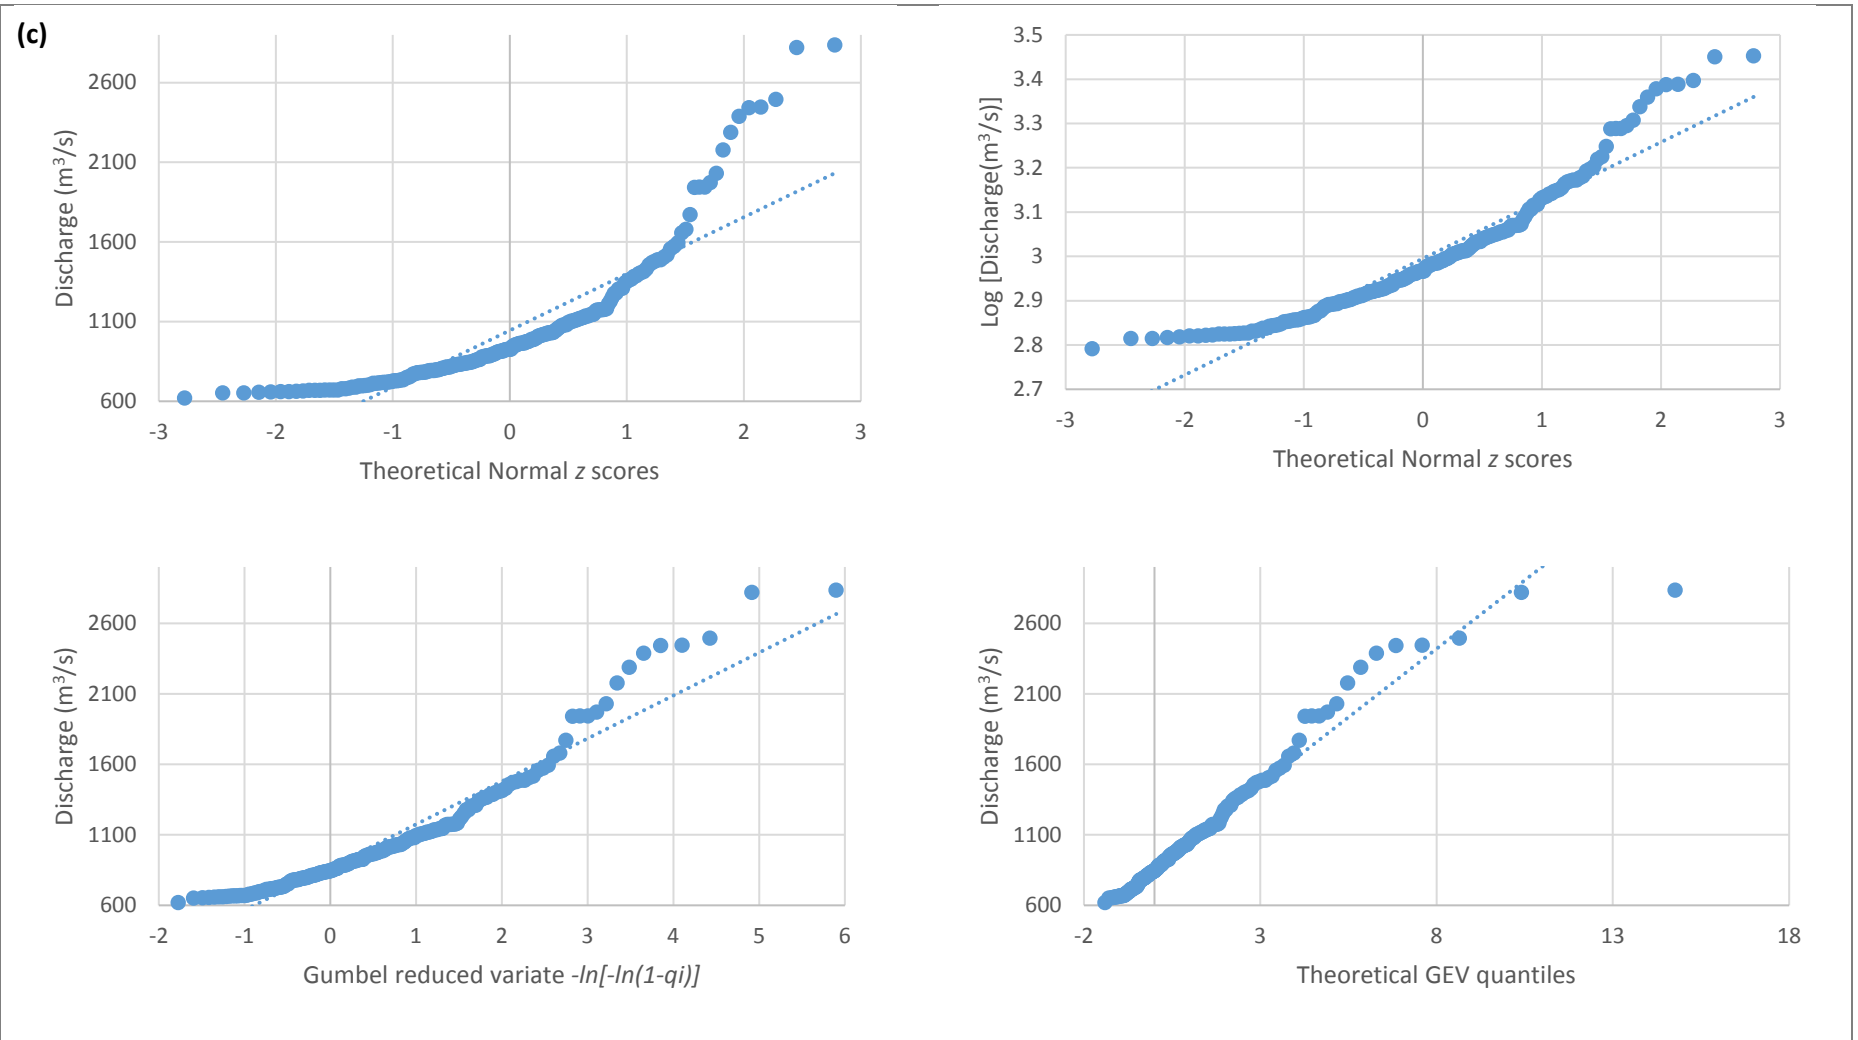 (c)
2600
2100
1600
1100
600
Discharge (m³/s)
-3 -2 -1 0 1 2 3
Theoretical Normal z scores
3.5
3.4
3.3
3.2
3.1
3
2.9
2.8
2.7
Log [Discharge(m³/s)]
-3 -2 -1 0 1 2 3
Theoretical Normal z scores
2600
2100
1600
1100
600
Discharge (m³/s)
-2 -1 0 1 2 3 4 5 6
Gumbel reduced variate -ln[-ln(1-qi)]
2600
2100
1600
1100
600
Discharge (m³/s)
-2 3 8 13 18
Theoretical GEV quantiles